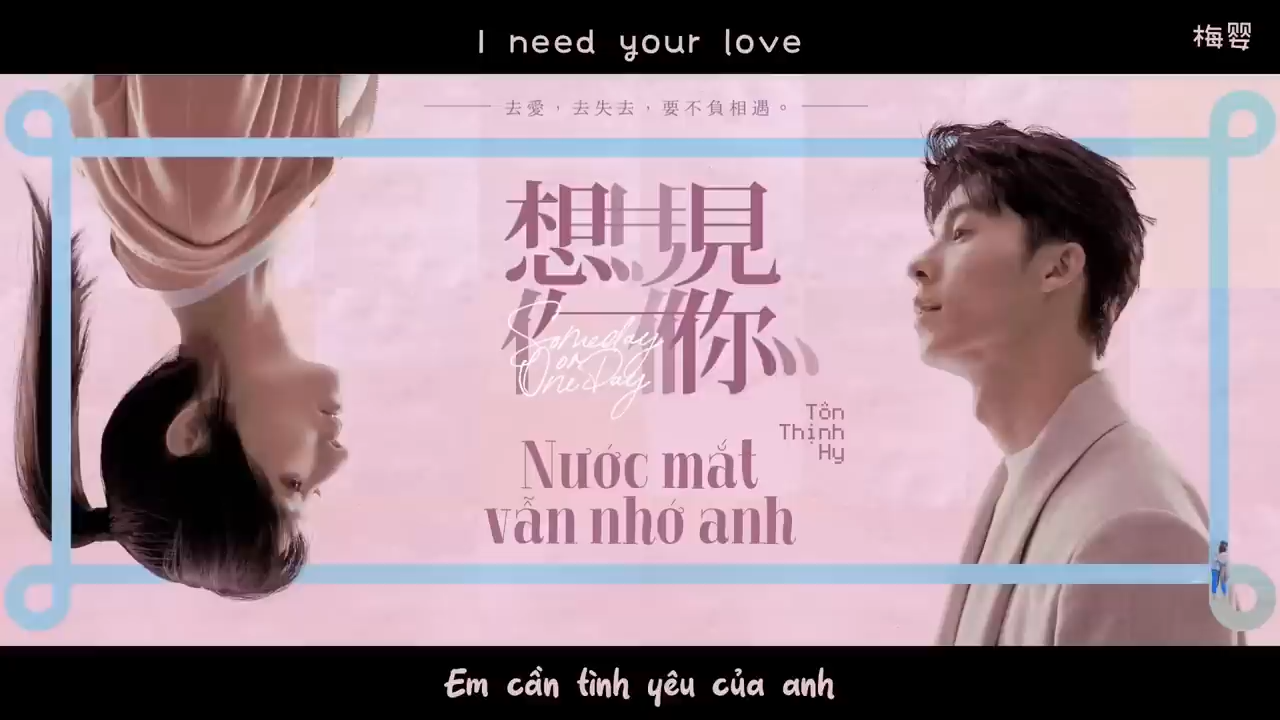 I need your love
梅婴
去愛，去失去，要不負相遇。
想見
你
Someday
or
One Day
Tôn
Thịnh
Hy
Nước mắt
vẫn nhớ anh
Em cần tình yêu của anh